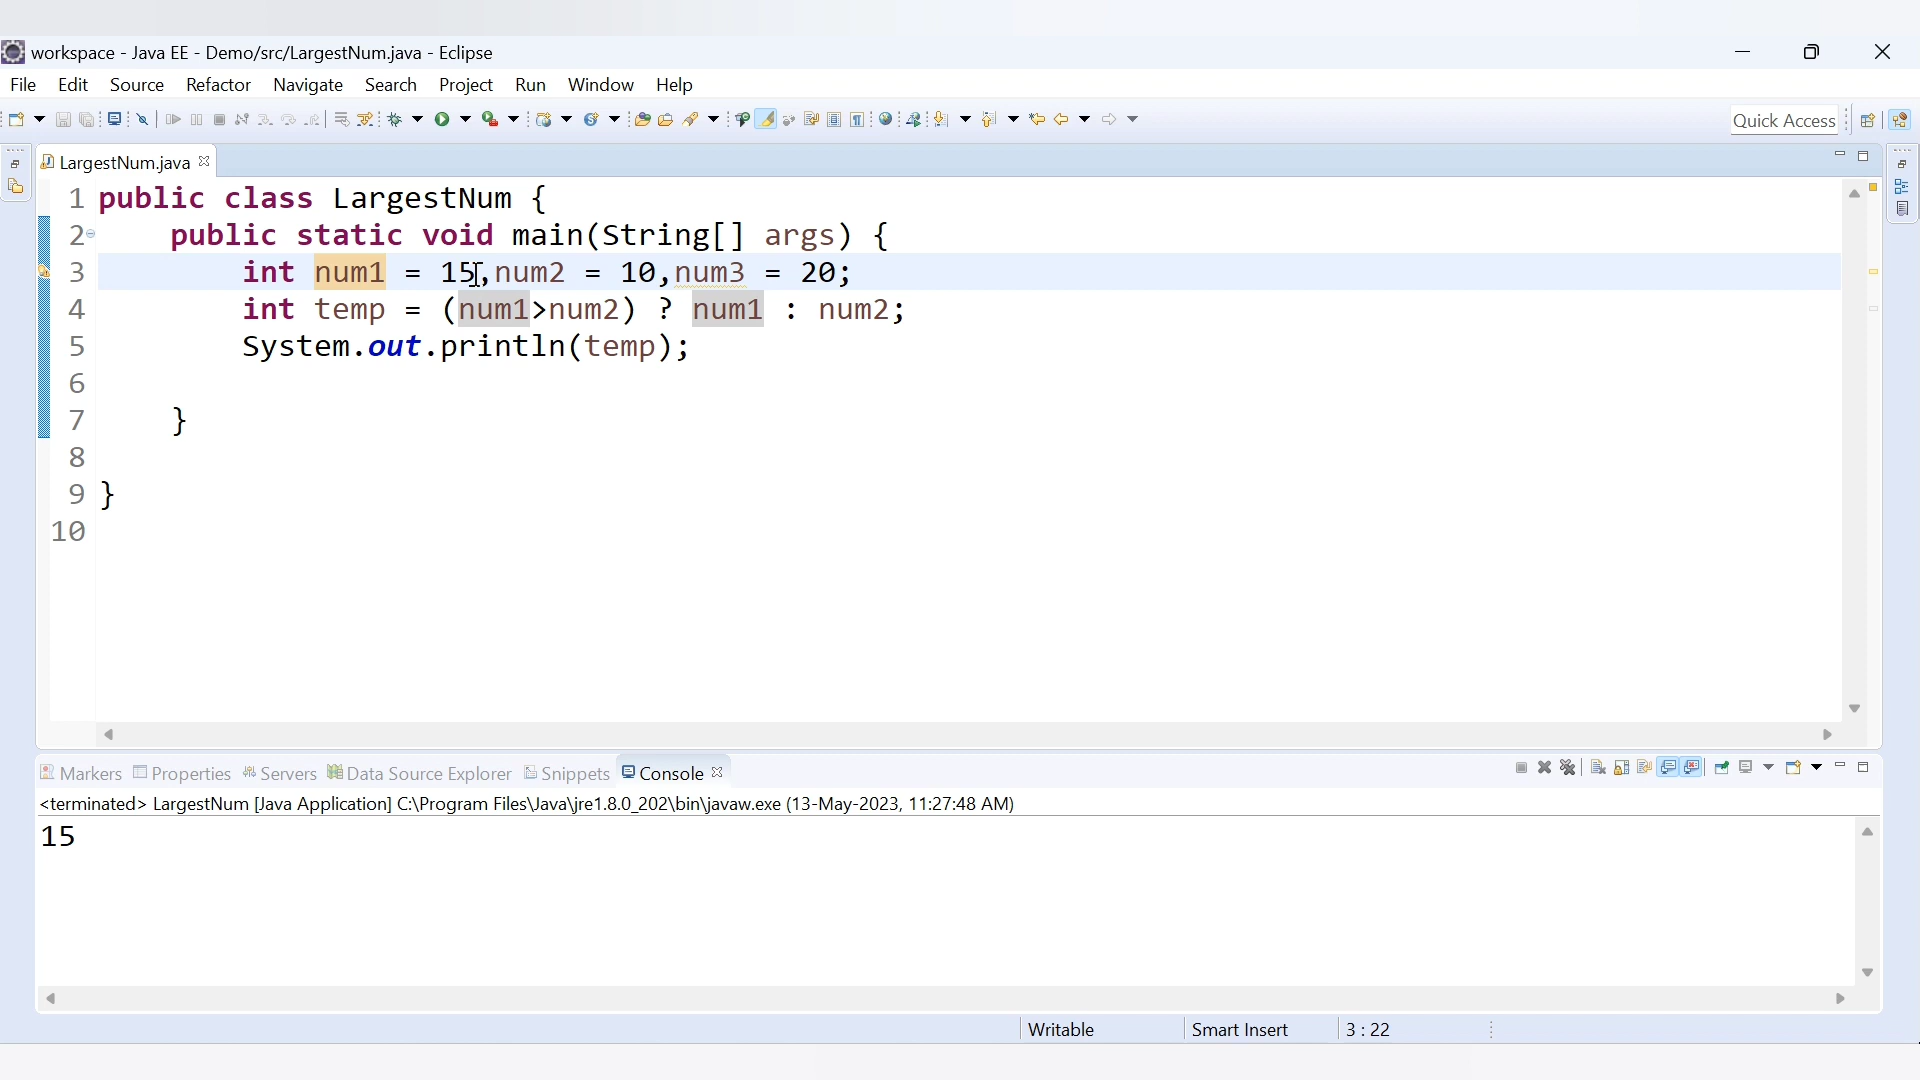 workspace - Java EE - Demo/src/LargestNum.java - Eclipse
File Edit Source Refactor Navigate Search Project Run Window Help
Quick Access
LargestNum.java
1 public class LargestNum {
2 public static void main(String[] args) {
3 int num1 = 15,num2 = 10,num3 = 20;
4 int temp = (num1>num2) ? num1 : num2;
5 System.out.println(temp);
6
7 }
8
9 }
10
Markers Properties Servers Data Source Explorer Snippets Console
<terminated> LargestNum [Java Application] C:\Program Files\Java\jre1.8.0_202\bin\javaw.exe (13-May-2023, 11:27:48 AM)
15
Writable Smart Insert 3 : 22